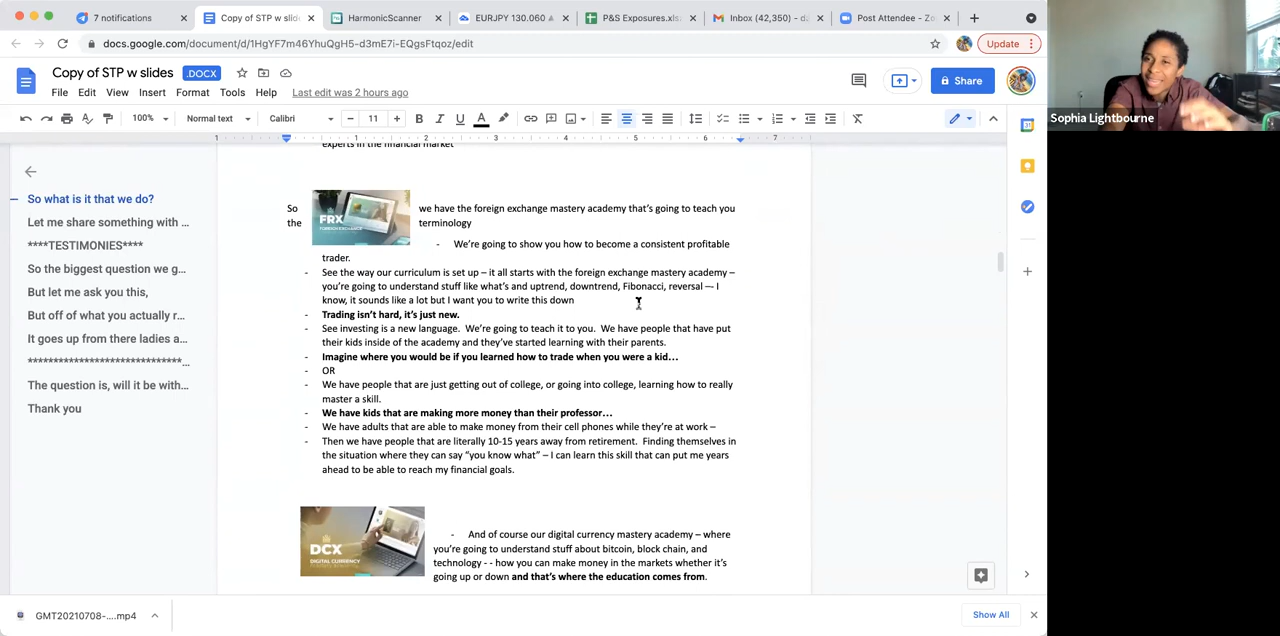 7 notifications
Copy of STP w slid
HarmonicScanner
EURJPY 130.060
P&S Exposures.xls
Inbox (42,350) - d
Post Attendee - Ze
docs.google.com/document/d/1HgYF7m46YhuQgH5-d3mE7i-EQgsFtqoz/edit
Update
Copy of STP w slides
.DOCX
File Edit View Insert Format Tools Help Last edit was 2 hours ago
Share
100% Normal text Calibri 11
B I U A
1 1 2 3 4 5 6 7
Sophia Lightbourne
So what is it that we do?
Let me share something with ...
****TESTIMONIES****
So the biggest question we g...
But let me ask you this,
But off of what you actually r...
It goes up from there ladies a...
The question is, will it be with...
Thank you
experts in the financial market
So we have the foreign exchange mastery academy that's going to teach you
the terminology
FRX
FOREIGN EXCHANGE
- We're going to show you how to become a consistent profitable
trader.
- See the way our curriculum is set up – it all starts with the foreign exchange mastery academy –
you're going to understand stuff like what's and uptrend, downtrend, Fibonacci, reversal –- I
know, it sounds like a lot but I want you to write this down
- Trading isn't hard, it's just new.
- See investing is a new language. We're going to teach it to you. We have people that have put
their kids inside of the academy and they've started learning with their parents.
- Imagine where you would be if you learned how to trade when you were a kid...
- OR
- We have people that are just getting out of college, or going into college, learning how to really
master a skill.
- We have kids that are making more money than their professor...
- We have adults that are able to make money from their cell phones while they're at work –
- Then we have people that are literally 10-15 years away from retirement. Finding themselves in
the situation where they can say "you know what" – I can learn this skill that can put me years
ahead to be able to reach my financial goals.
DCX
DIGITAL CURRENCY
- And of course our digital currency mastery academy – where
you're going to understand stuff about bitcoin, block chain, and
technology - - how you can make money in the markets whether it's
going up or down and that's where the education comes from.
GMT20210708-....mp4
Show All